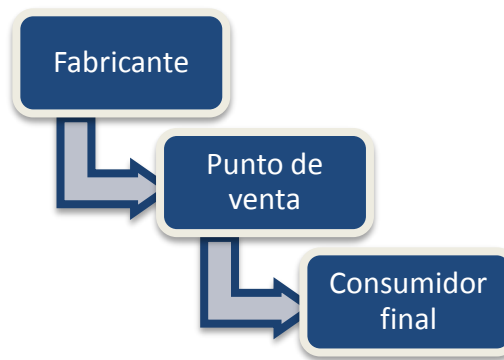 Fabricante
Punto de
venta
Consumidor
final